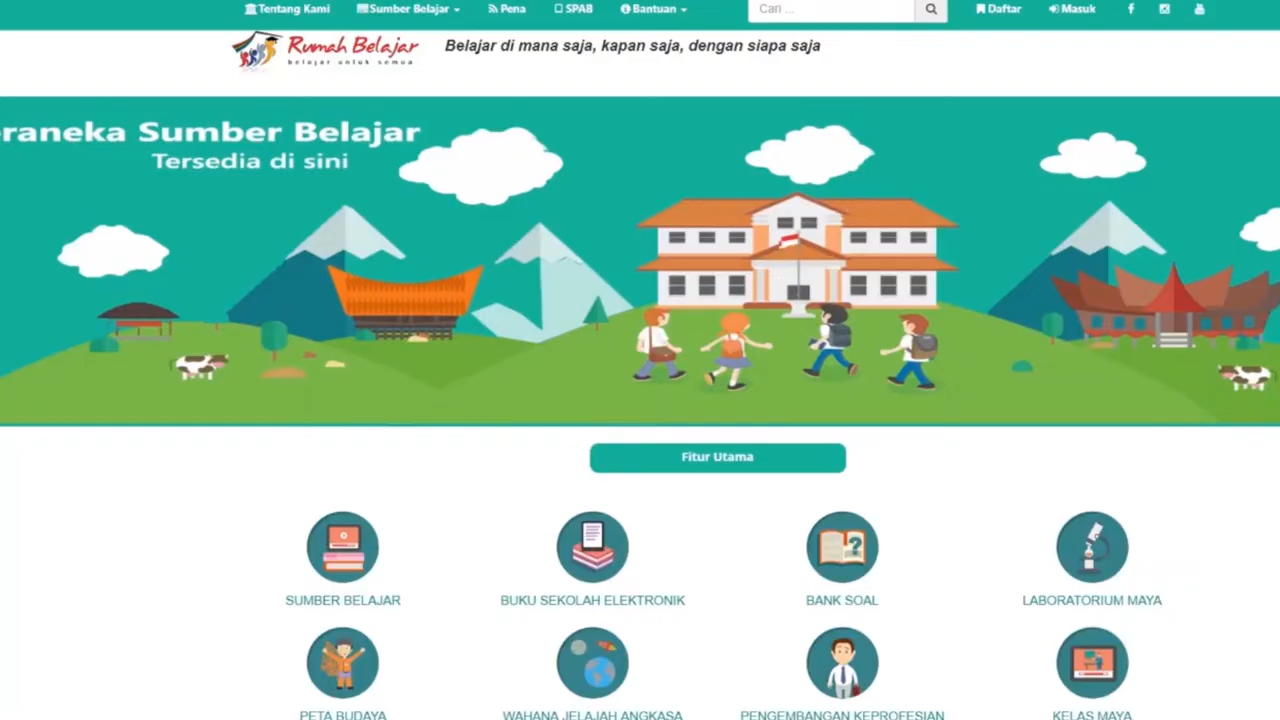 Tentang Kami Sumber Belajar Pena SPAB Bantuan Cari ... Daftar Masuk
Rumah Belajar
belajar untuk semua
Belajar di mana saja, kapan saja, dengan siapa saja
raneka Sumber Belajar
Tersedia di sini
Fitur Utama
SUMBER BELAJAR BUKU SEKOLAH ELEKTRONIK BANK SOAL LABORATORIUM MAYA
PETA BUDAYA WAHANA JELAJAH ANGKASA PENGEMBANGAN KEPROFESIAN KELAS MAYA